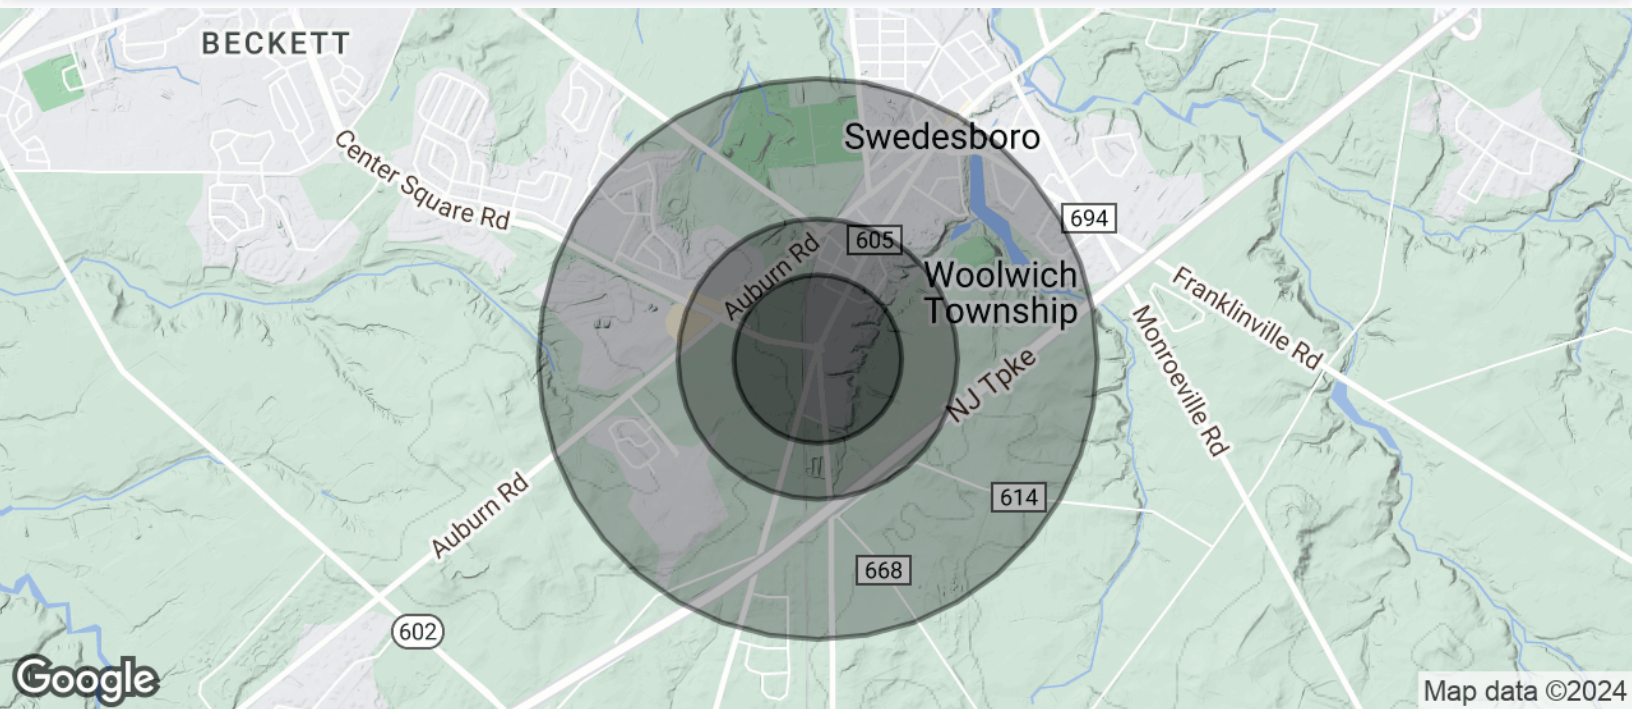 BECKETT
Swedesboro
Center Square Rd
694
605
Auburn Rd
Woolwich
Township
Franklinville Rd
Monroeville Rd
NJ Tpke
614
Auburn Rd
668
602
Google
Map data ©2024